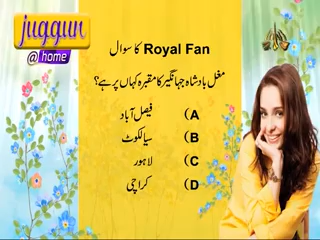 juggun
@home
Royal Fan کا سوال
مغل بادشاہ جہانگیر کا مقبرہ کہاں پر ہے؟
A) فیصل آباد
B) سیالکوٹ
C) لاہور
D) کراچی